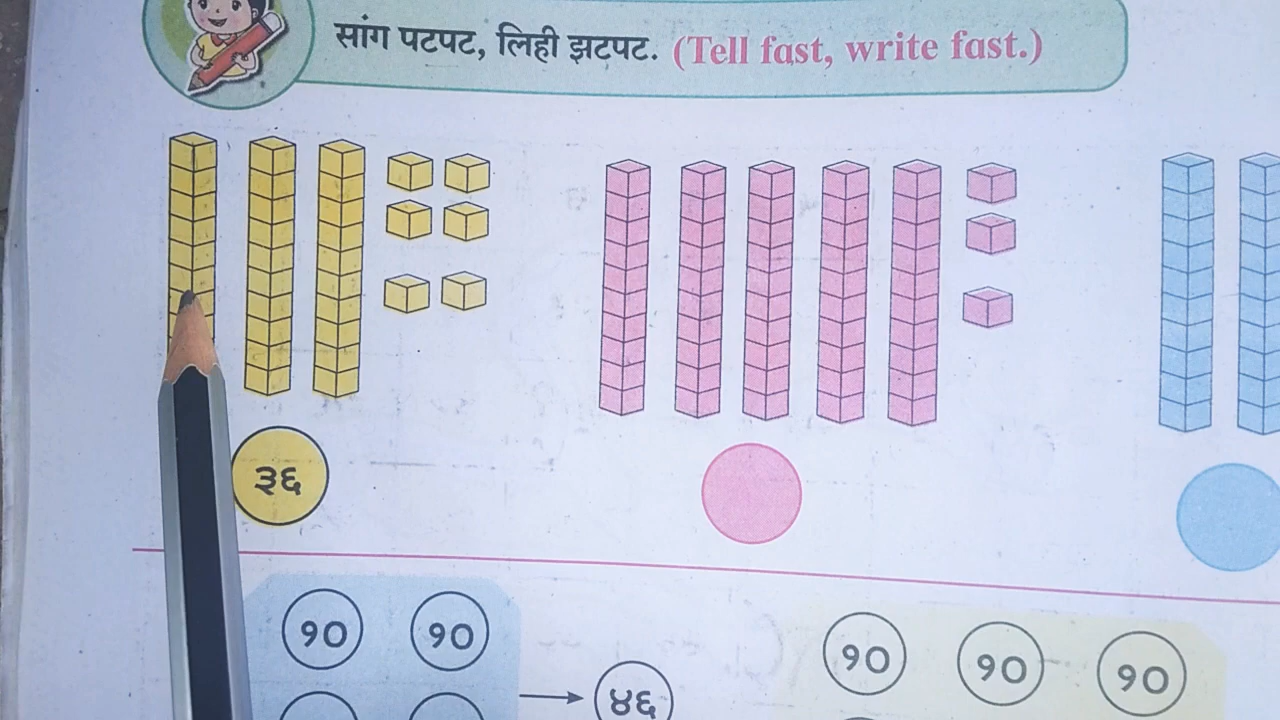 सांग पटपट, लिही झटपट. (Tell fast, write fast.)
३६
१० १०
४६
१० १० १०